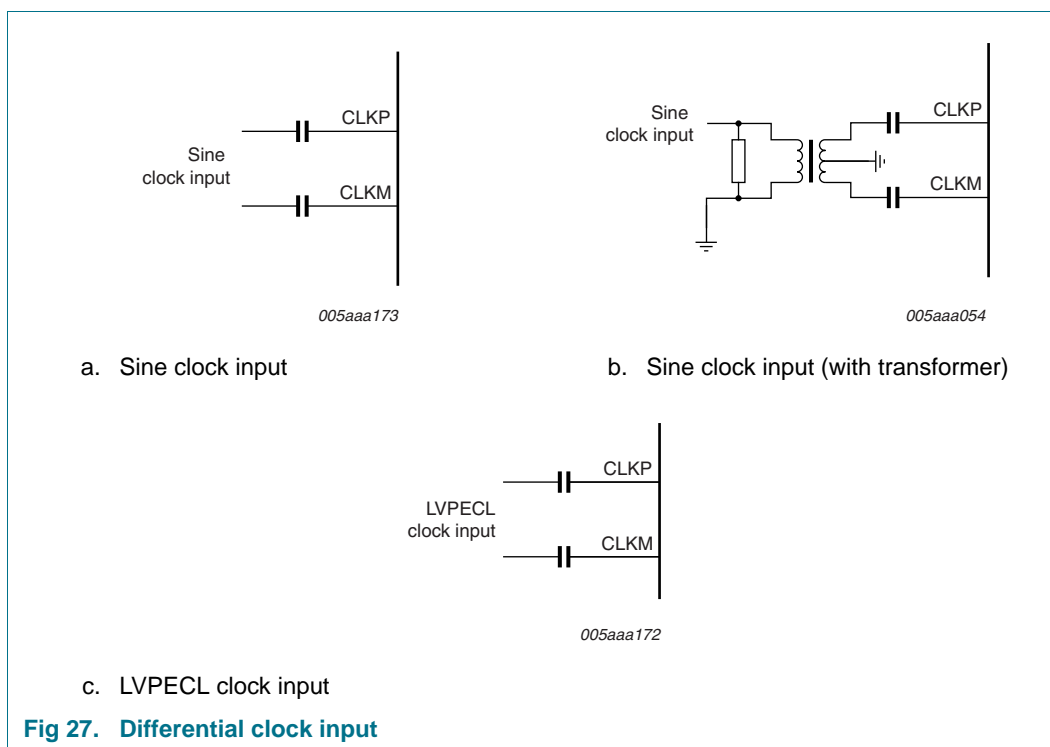 CLKP
Sine
clock input
CLKM
005aaa173
a. Sine clock input
Sine
clock input
CLKP
CLKM
005aaa054
b. Sine clock input (with transformer)
CLKP
LVPECL
clock input
CLKM
005aaa172
c. LVPECL clock input
Fig 27. Differential clock input